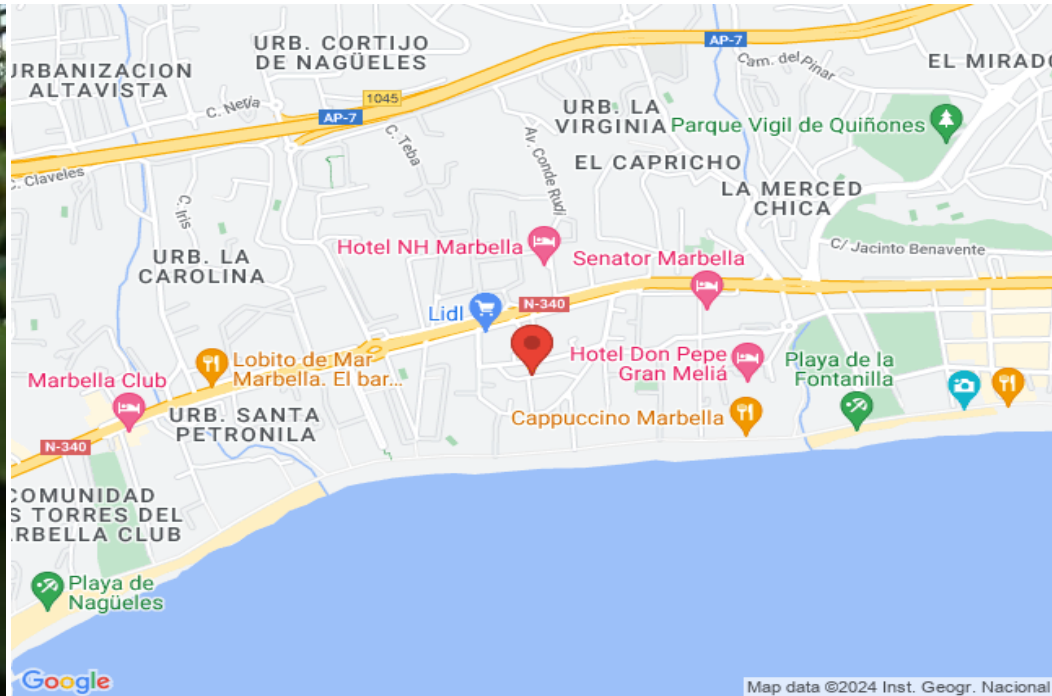 URB. CORTIJO
DE NAGÜELES
AP-7
Cam. del Pinar
EL MIRADO
URBANIZACION
ALTAVISTA
C. Nevia
1045
AP-7
C. Teba
URB. LA
VIRGINIA
Parque Vigil de Quiñones
Av. Conde Rudi
EL CAPRICHO
C. Claveles
C. Iris
LA MERCED
CHICA
Hotel NH Marbella
C/ Jacinto Benavente
Senator Marbella
URB. LA
CAROLINA
Lidl
N-340
Hotel Don Pepe
Gran Meliá
Playa de la
Fontanilla
Lobito de Mar
Marbella. El bar...
Marbella Club
URB. SANTA
PETRONILA
Cappuccino Marbella
N-340
COMUNIDAD
S TORRES DEL
RBELLA CLUB
Playa de
Nagüeles
Google
Map data ©2024 Inst. Geogr. Nacional